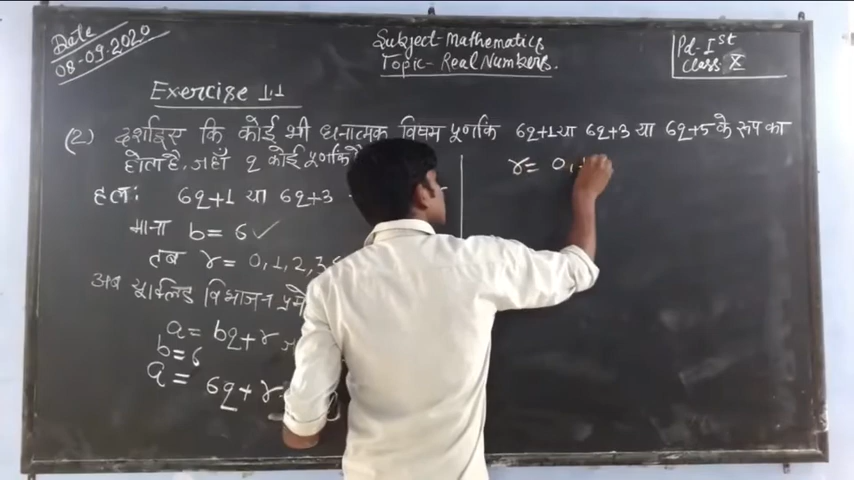 Date
08-09-2020
Subject-Mathematics
Topic- Real Numbers.
Pd- Ist
Class X
Exercise 1.1
(2) दर्शाइए कि कोई भी धनात्मक विषम पूर्णांक 6q+1 या 6q+3 या 6q+5 के रूप का
होता है, जहाँ q कोई पूर्णांक
हल: 6q+1 या 6q+3
माना b = 6 ✓
तब r = 0,1,2,3
अब यूक्लिड विभाजन
a = bq+r
b=6
a = 6q+r
r= 0,